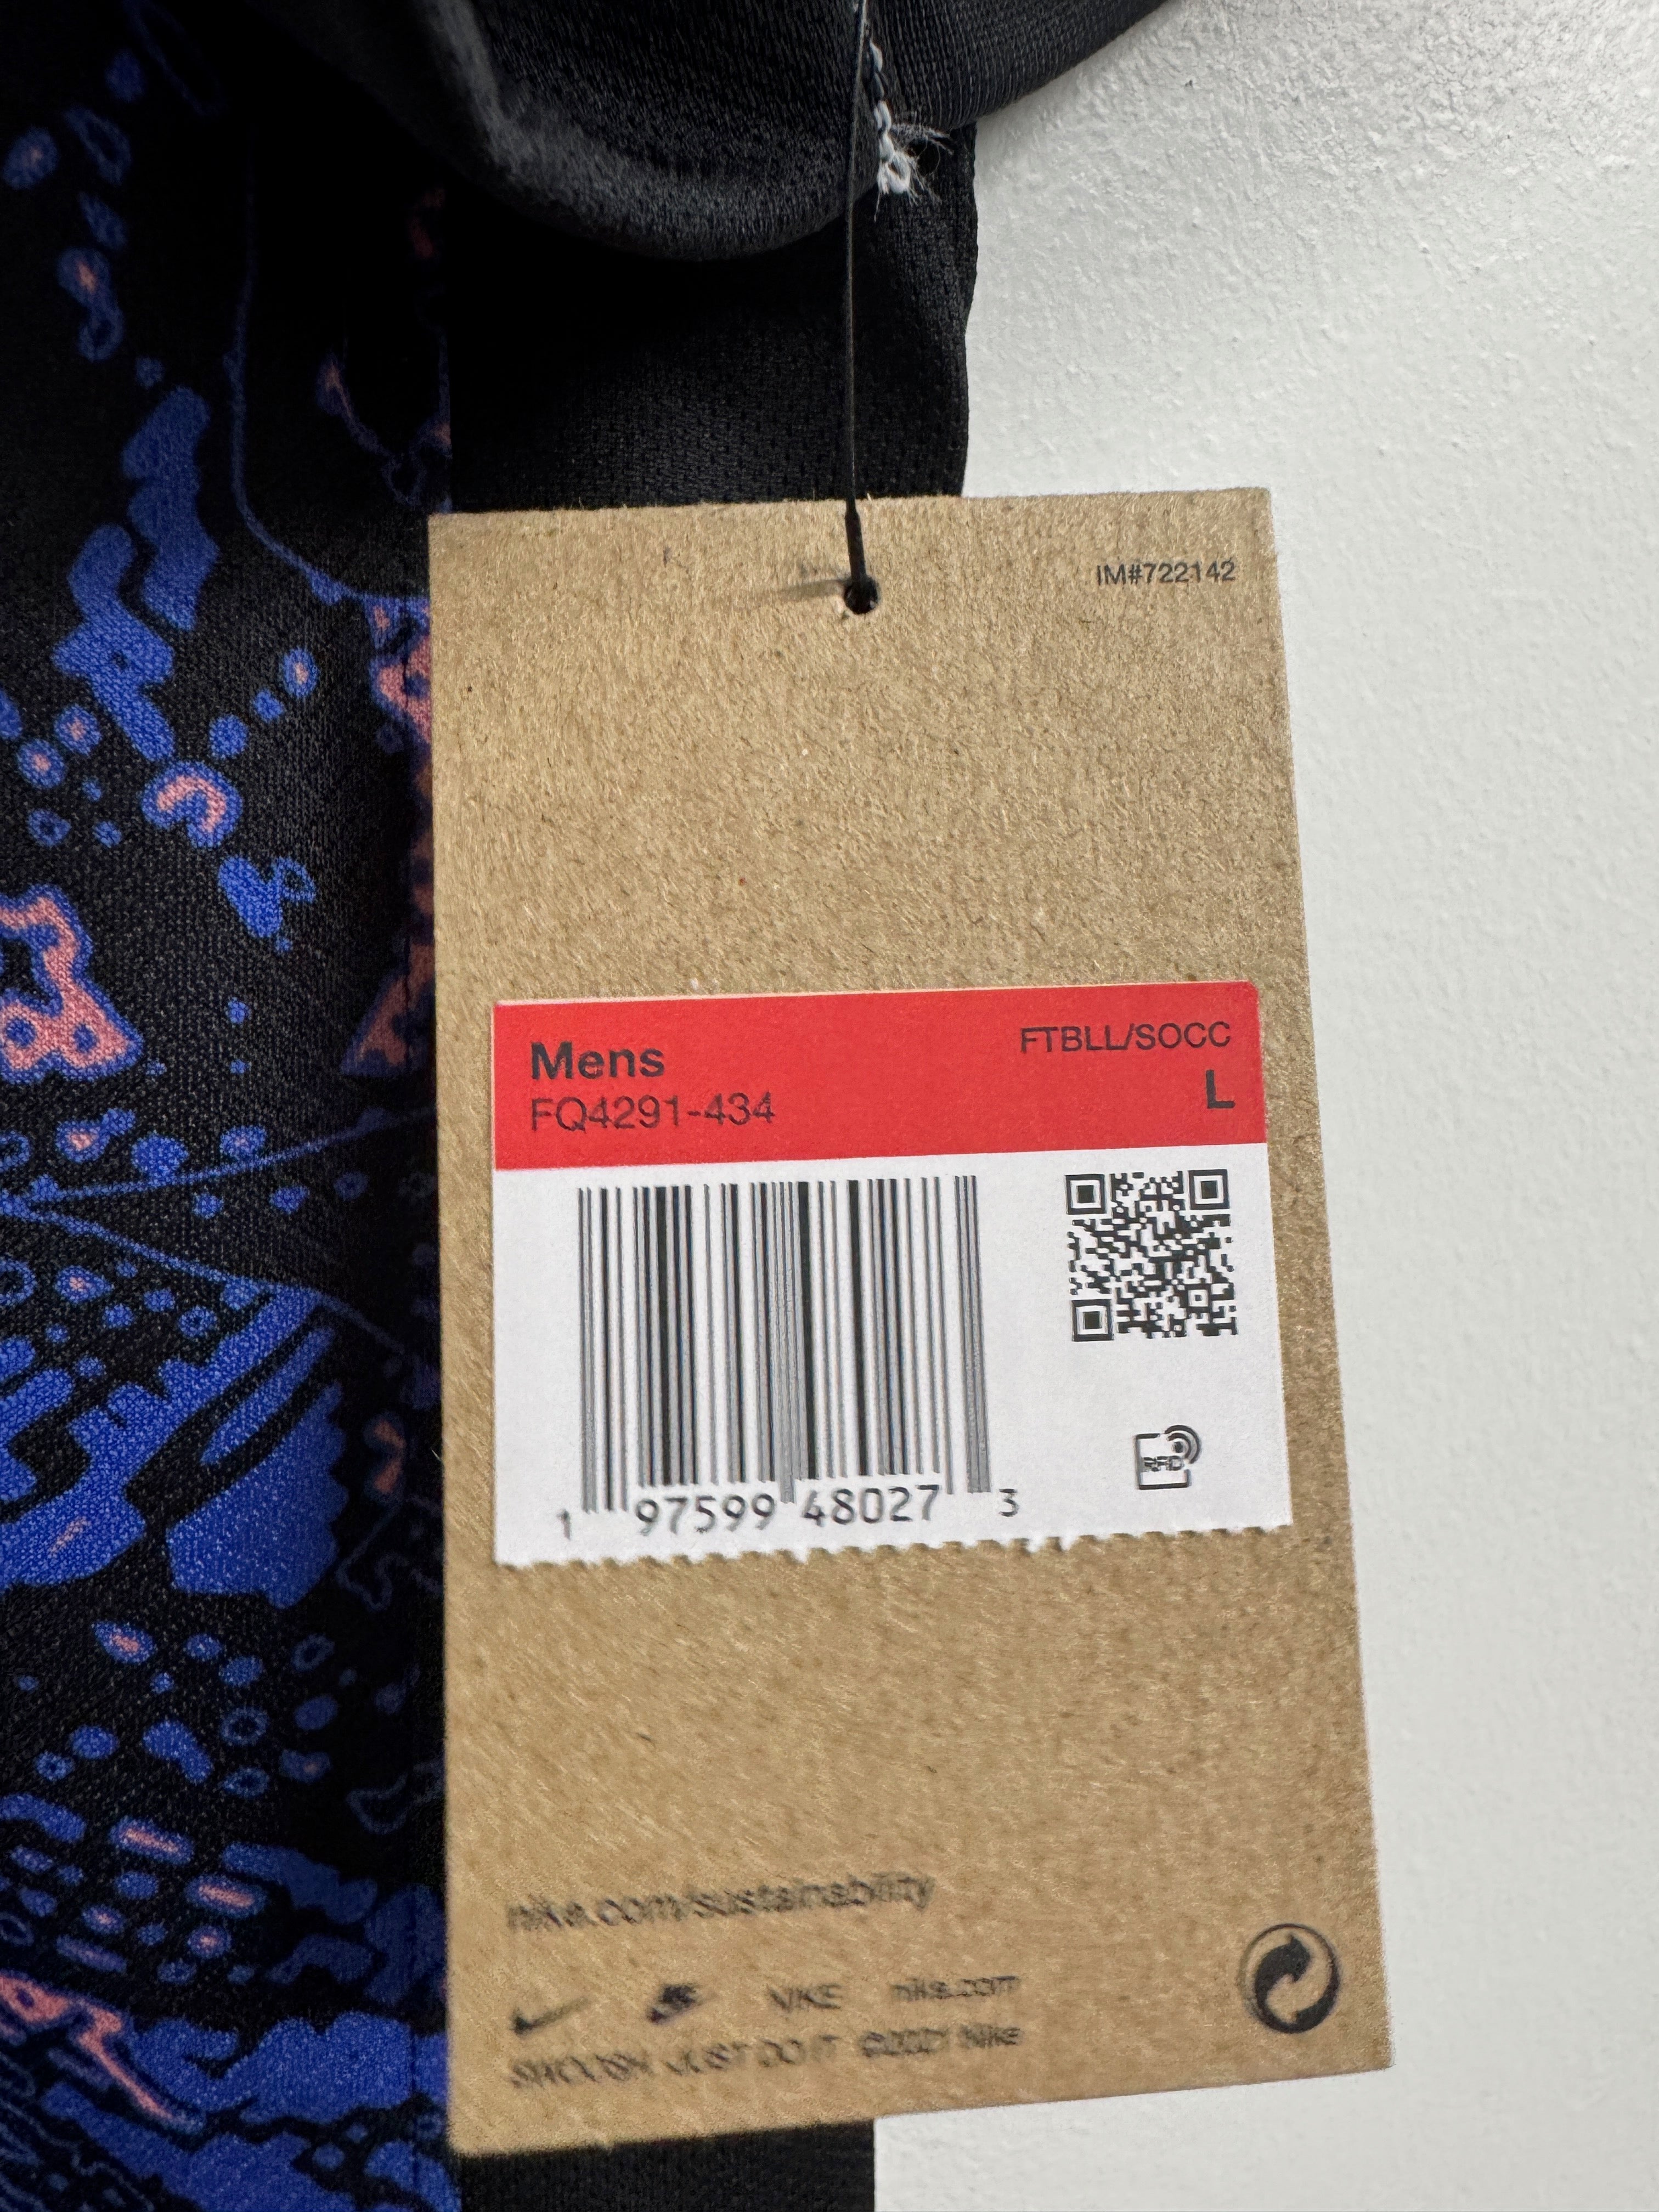 IM#722142
Mens FTBLL/SOCC
FQ4291-434 L
1 97599 48027 3
RFID
nike.com/sustainability
NIKE nike.com
SWOOSH JUST DO IT ©2021 Nike